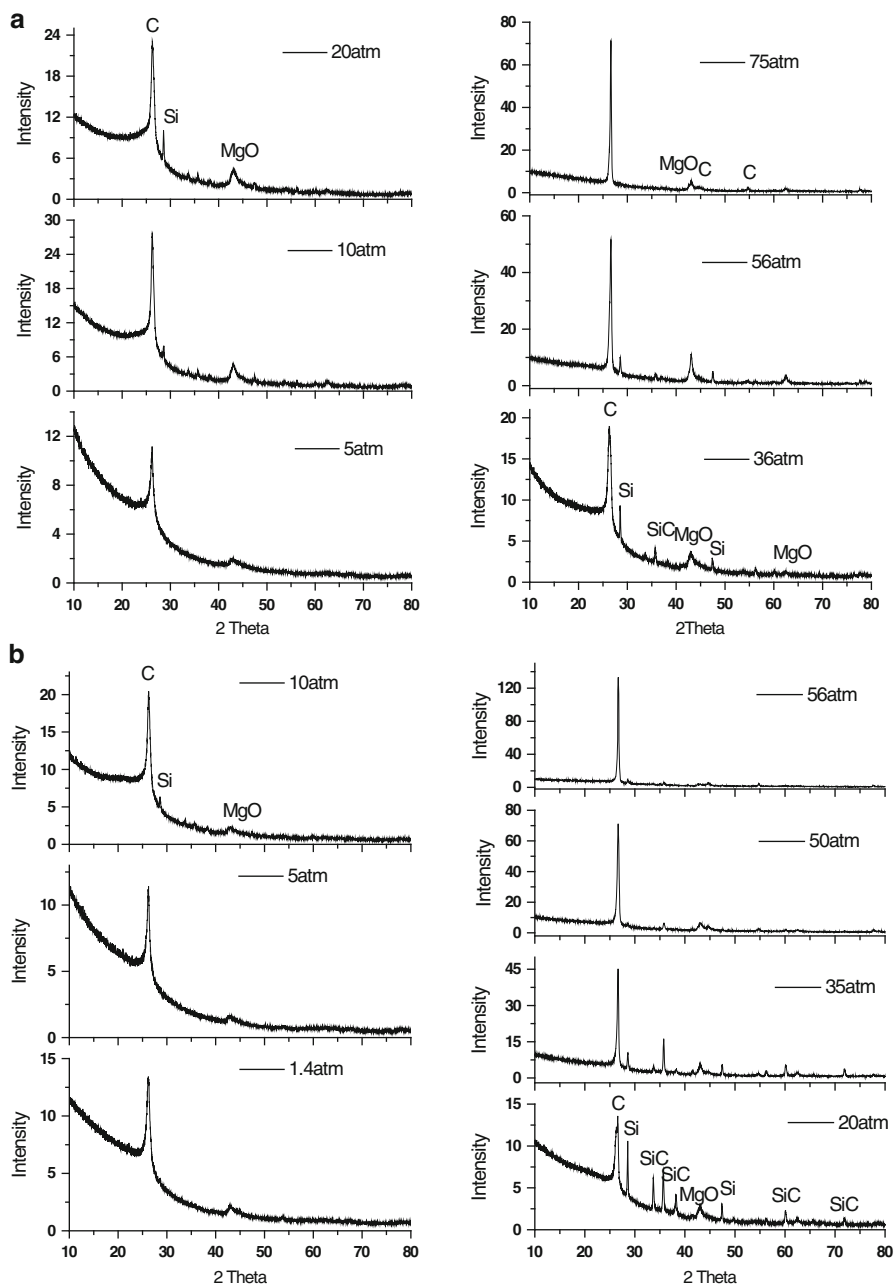 a
C
24
18
12
6
0
Intensity
20atm
Si
MgO
30
24
18
12
6
0
Intensity
10atm
12
8
4
0
Intensity
5atm
10 20 30 40 50 60 70 80
2 Theta
80
60
40
20
0
Intensity
75atm
MgO C C
60
40
20
0
Intensity
56atm
20
15
10
5
0
Intensity
36atm
C
Si
SiC MgO Si MgO
10 20 30 40 50 60 70 80
2Theta
b
C
20
15
10
5
0
Intensity
10atm
Si
MgO
10
5
0
Intensity
5atm
15
10
5
0
Intensity
1.4atm
10 20 30 40 50 60 70 80
2 Theta
120
80
40
0
Intensity
56atm
80
60
40
20
0
Intensity
50atm
45
30
15
0
Intensity
35atm
15
10
5
0
Intensity
20atm
C
Si
SiC
SiC
MgO Si SiC SiC
10 20 30 40 50 60 70 80
2 Theta